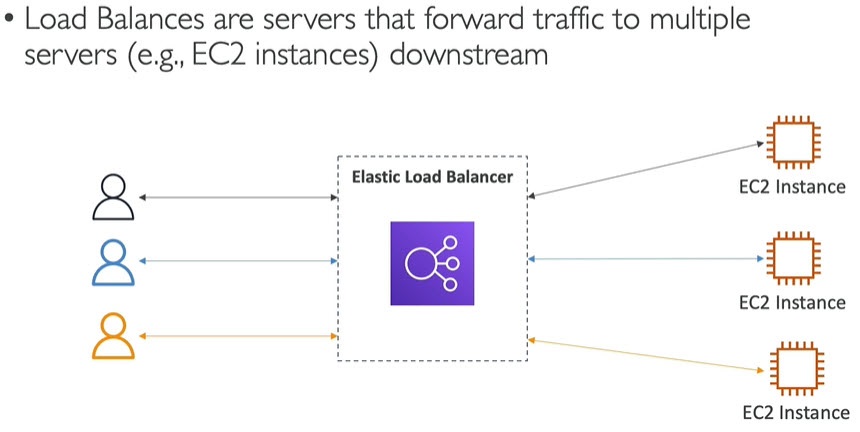 • Load Balances are servers that forward traffic to multiple
servers (e.g., EC2 instances) downstream
Elastic Load Balancer
EC2 Instance
EC2 Instance
EC2 Instance